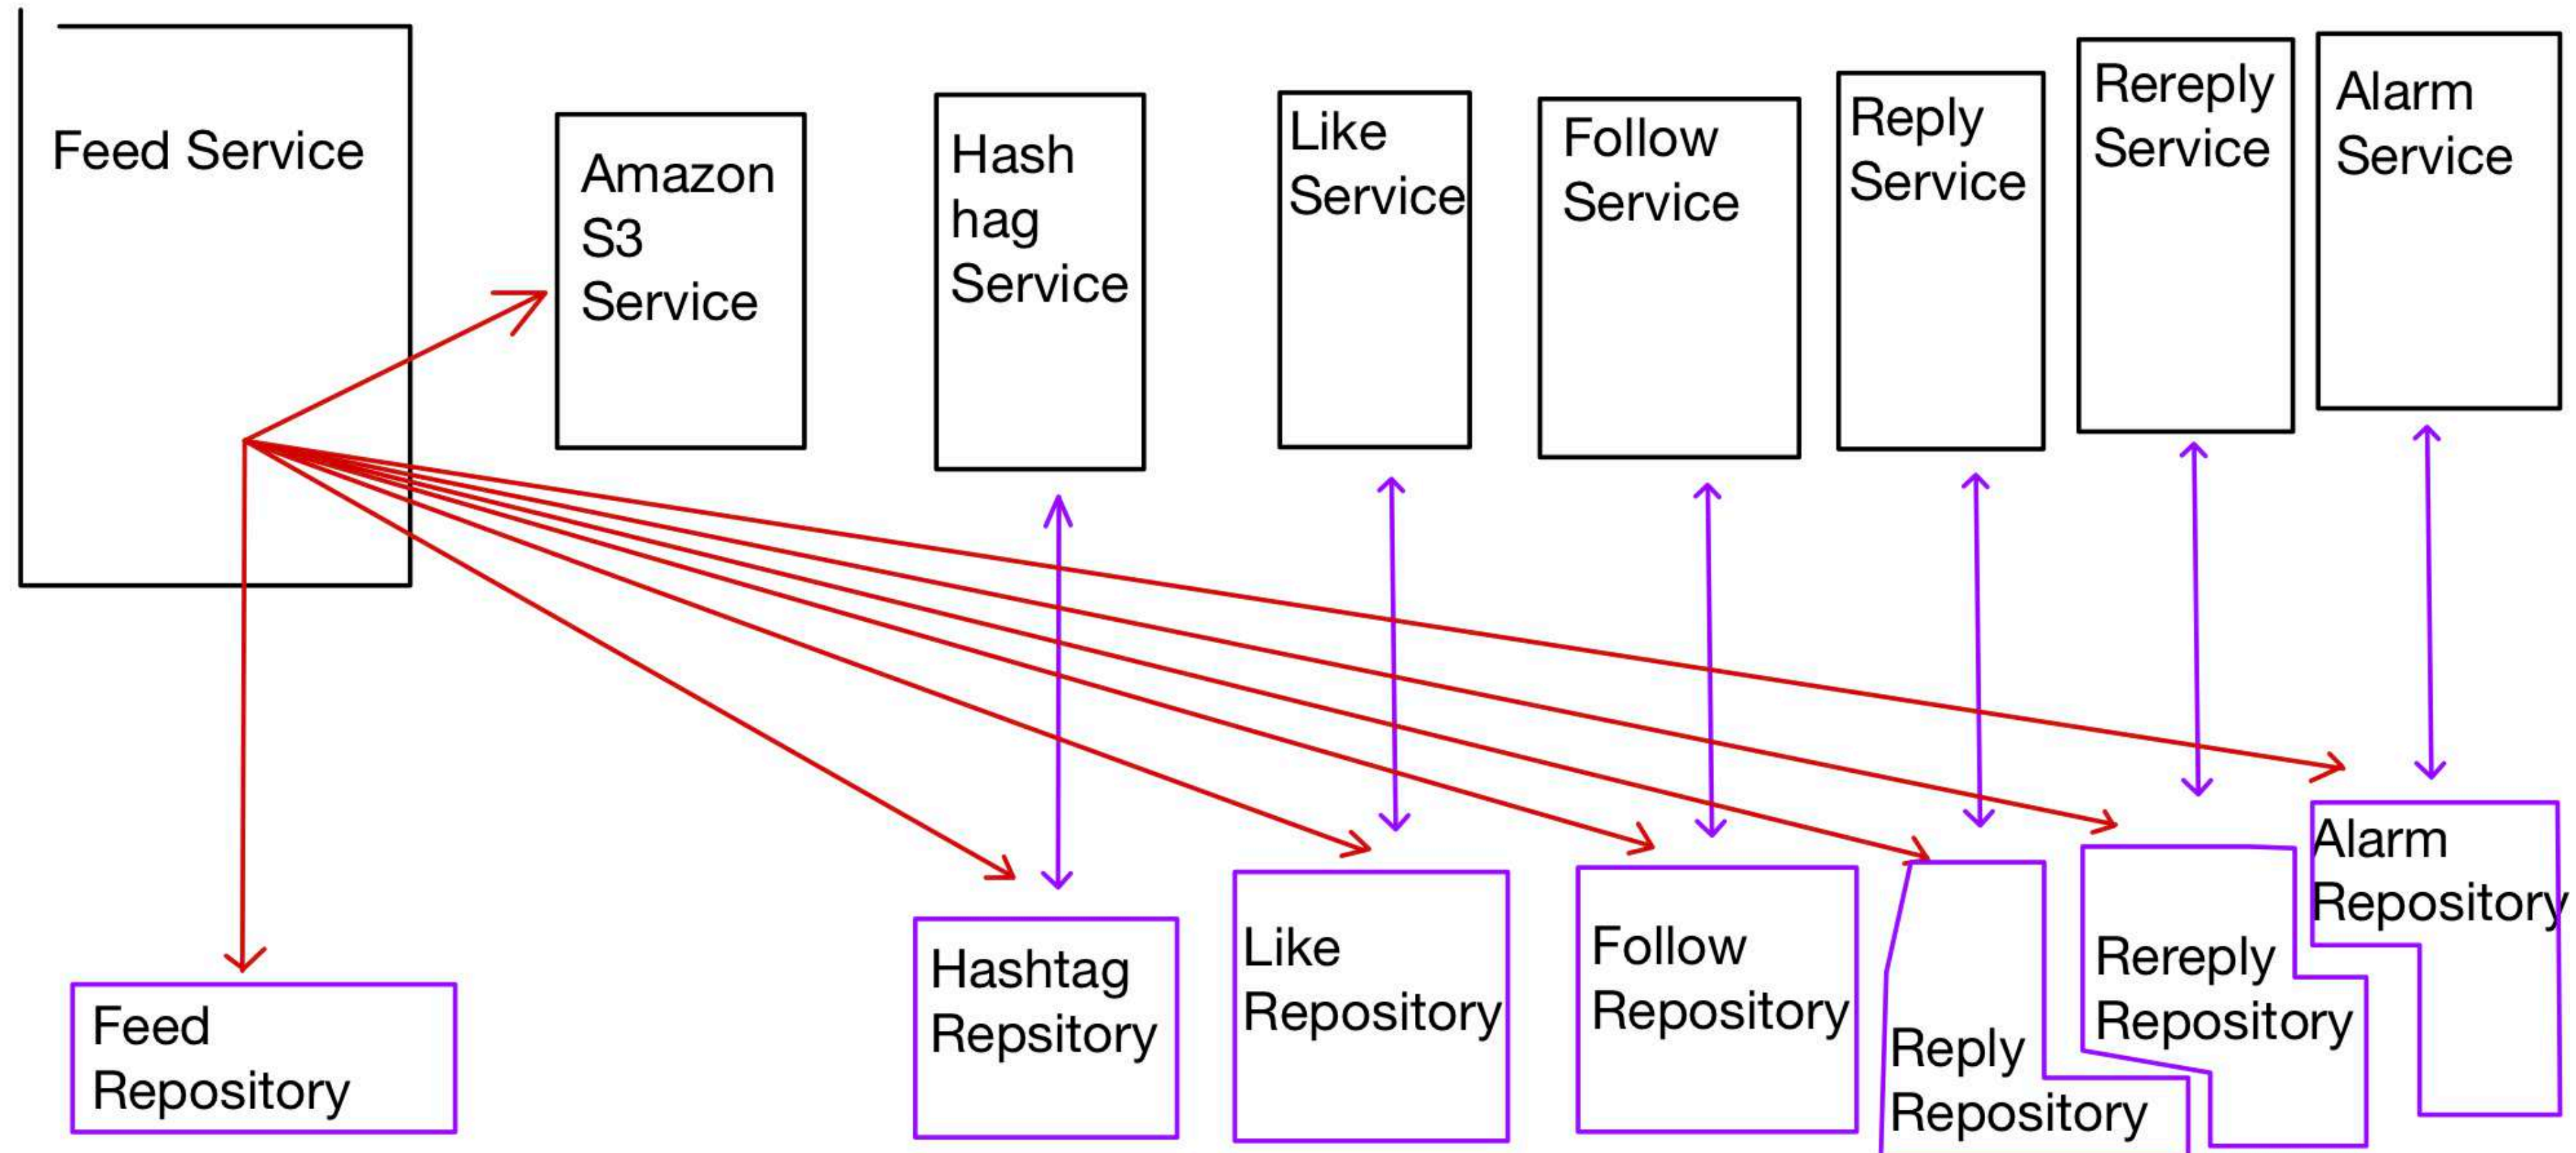 Feed Service
Amazon
S3
Service
Hash
hag
Service
Like
Service
Follow
Service
Reply
Service
Rereply
Service
Alarm
Service
Feed
Repository
Hashtag
Repsitory
Like
Repository
Follow
Repository
Reply
Repository
Rereply
Repository
Alarm
Repository